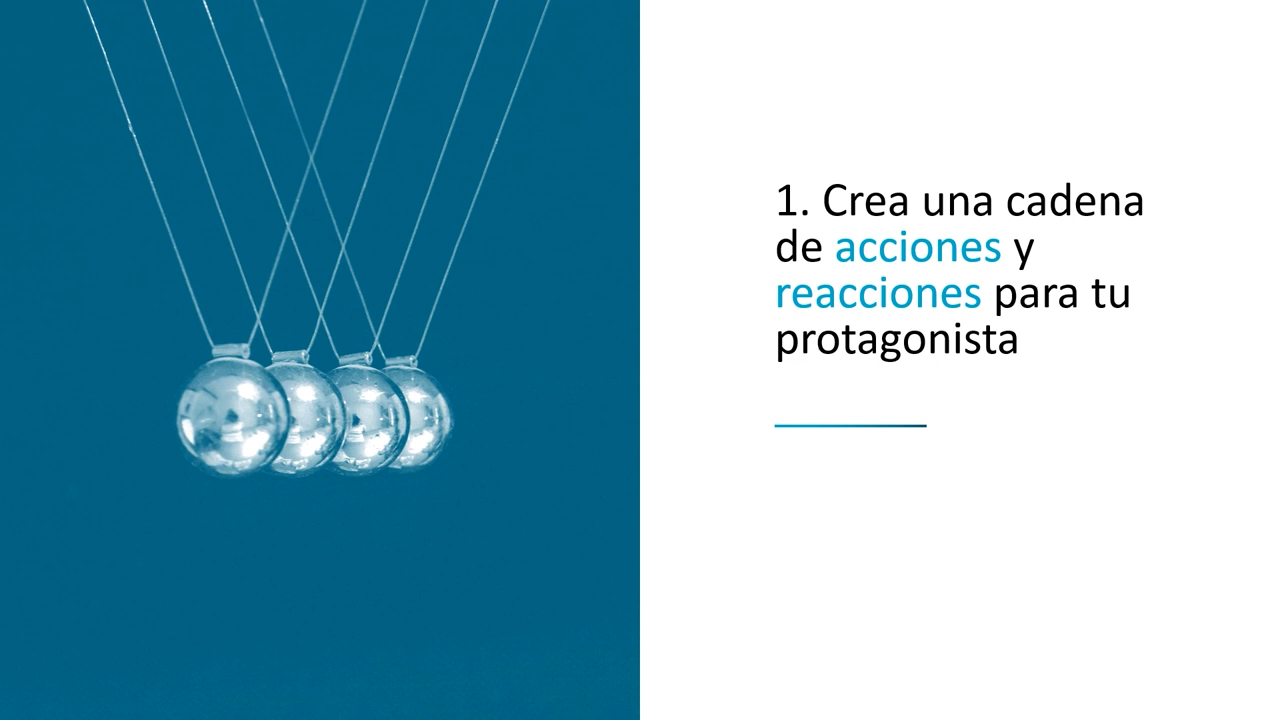 1. Crea una cadena
de acciones y
reacciones para tu
protagonista